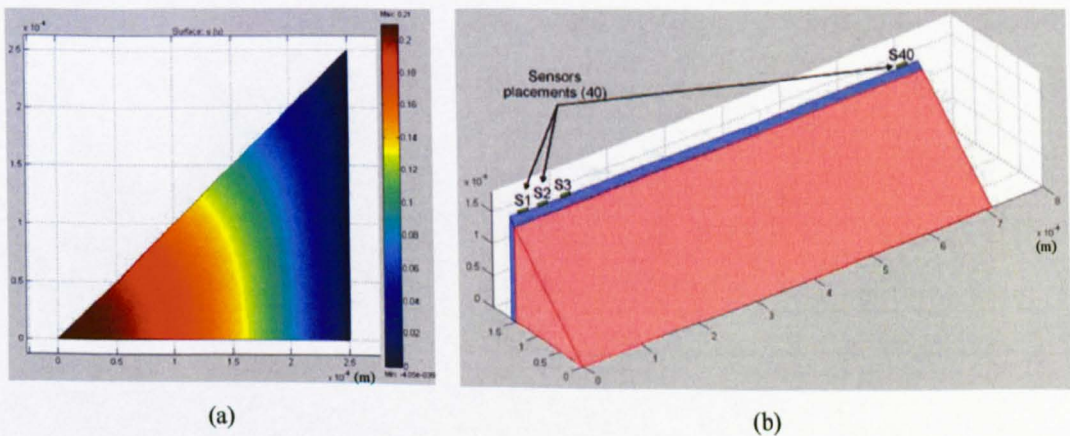 x 10⁻⁴
Surface: u (u)
Max: 0.21
2.5
2
1.5
1
0.5
0
0
0.5
1
1.5
2
2.5
x 10⁻⁴ (m)
0.2
0.18
0.16
0.14
0.12
0.1
0.08
0.06
0.04
0.02
0
(a)
Sensors
placements (40)
S40
S1
S2
S3
x 10⁻⁴
1.5
1
0.5
0
1.5
1
0.5
0
0
1
2
3
4
5
6
7
8
x 10⁻⁴
(m)
(b)